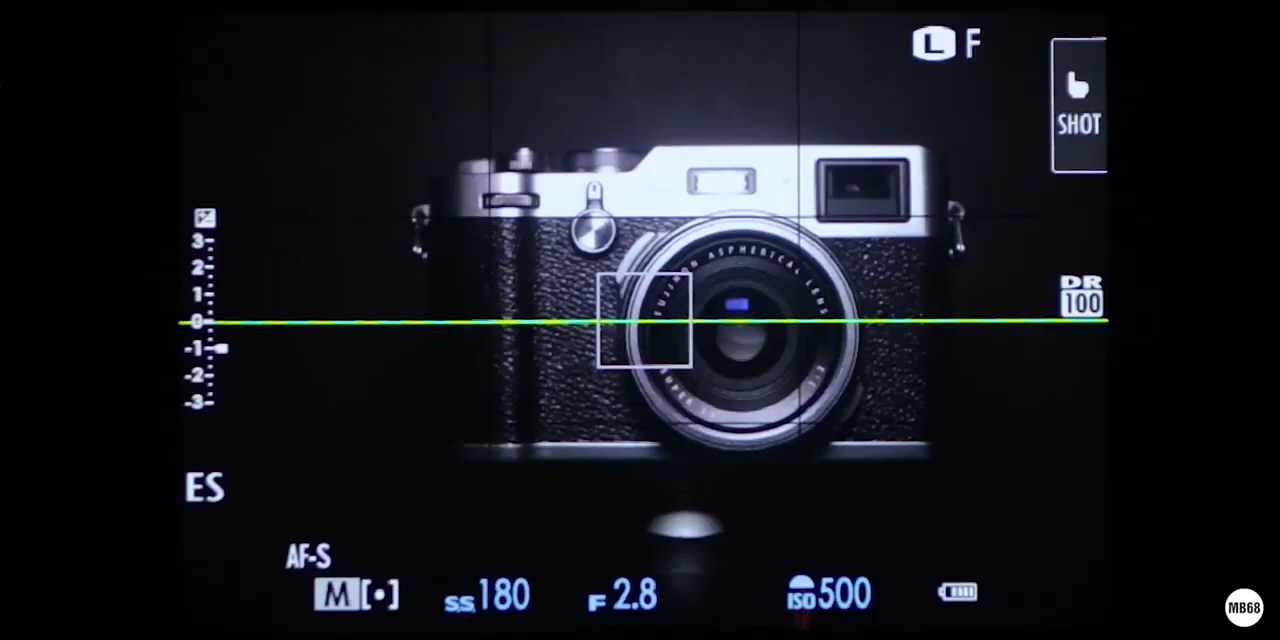 L F
SHOT
3
2
1
0
-1
-2
-3
FUJINON ASPHERICAL LENS
SUPER
DR
100
ES
AF-S
M [•] SS 180 F 2.8 ISO 500
MB68